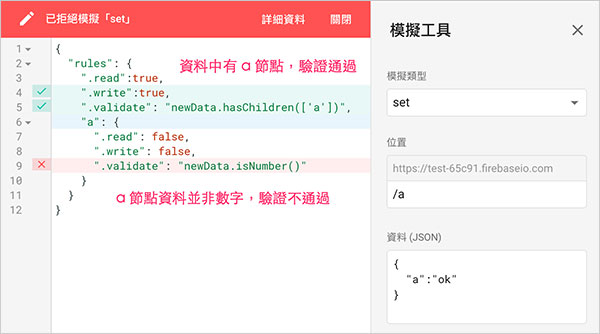 已拒絕模擬「set」
詳細資料
關閉
1 {
2 "rules": {
3 ".read":true,
4 ".write":true,
5 ".validate": "newData.hasChildren(['a'])",
6 "a": {
7 ".read": false,
8 ".write": false,
9 ".validate": "newData.isNumber()"
10 }
11 }
12 }
資料中有 a 節點，驗證通過
a 節點資料並非數字，驗證不通過
模擬工具
模擬類型
set
位置
https://test-65c91.firebaseio.com
/a
資料 (JSON)
{
"a":"ok"
}